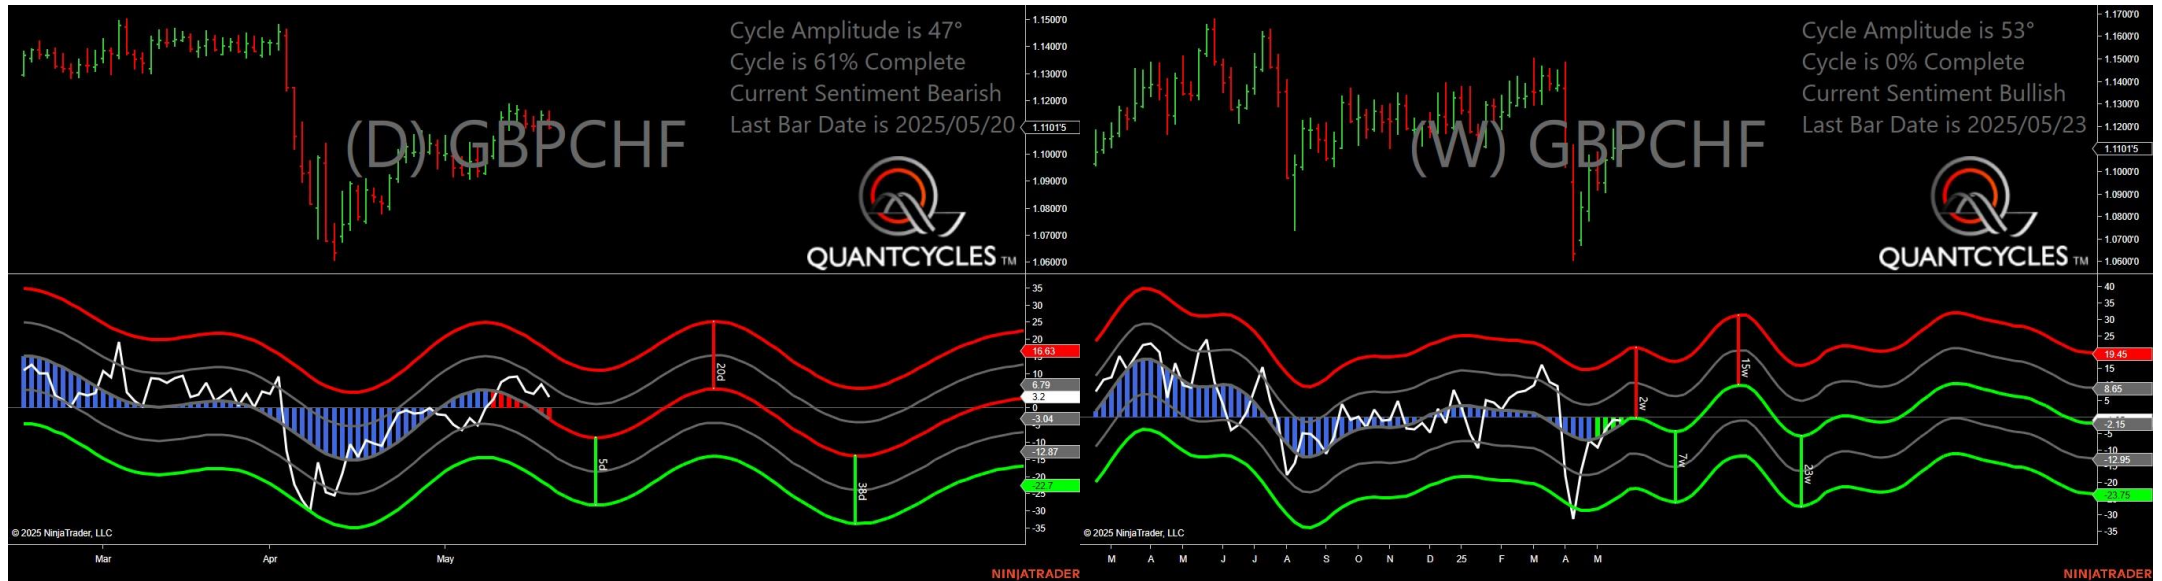 Cycle Amplitude is 47°
Cycle is 61% Complete
Current Sentiment Bearish
Last Bar Date is 2025/05/20
(D) GBPCHF
QUANTCYCLES TM
1.1500'0
1.1400'0
1.1300'0
1.1200'0
1.1101'5
1.1000'0
1.0900'0
1.0800'0
1.0700'0
1.0600'0
35
30
25
20
16.63
10
6.79
3.2
0
-3.04
-10
-12.87
-15
-22.7
-25
-30
-35
5d
20d
38d
© 2025 NinjaTrader, LLC
Mar
Apr
May
NINJATRADER
Cycle Amplitude is 53°
Cycle is 0% Complete
Current Sentiment Bullish
Last Bar Date is 2025/05/23
(W) GBPCHF
QUANTCYCLES TM
1.1700'0
1.1600'0
1.1500'0
1.1400'0
1.1300'0
1.1200'0
1.1101'5
1.1000'0
1.0900'0
1.0800'0
1.0700'0
1.0600'0
40
35
30
25
19.45
15
8.65
5
-2.15
-5
-10
-12.95
-20
-23.75
-30
-35
2w
7w
15w
23w
© 2025 NinjaTrader, LLC
M A M J J A S O N D 25 F M A M
NINJATRADER